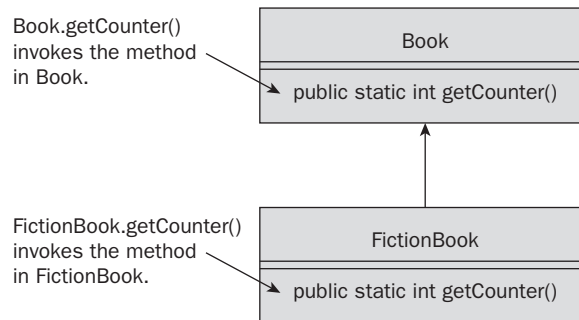 Book.getCounter()
invokes the method
in Book.
Book
public static int getCounter()
FictionBook.getCounter()
invokes the method
in FictionBook.
FictionBook
public static int getCounter()